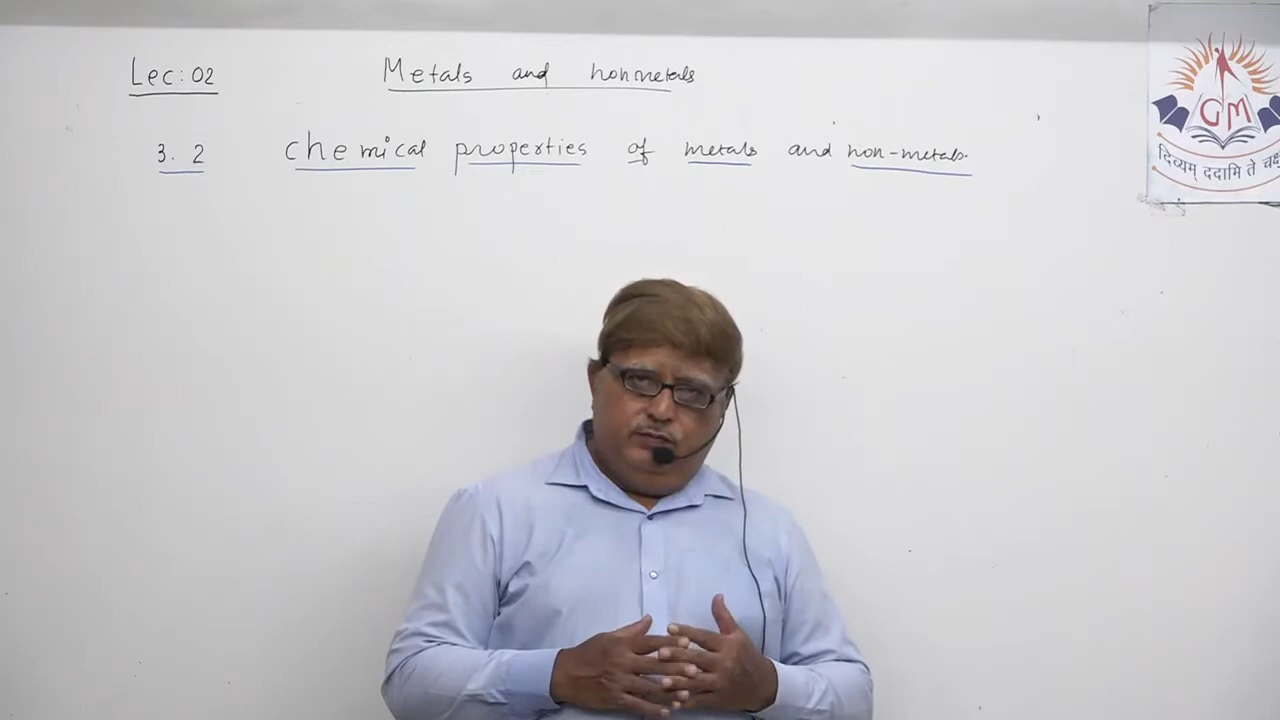 Lec: 02 Metals and nonmetals
3. 2 chemical properties of metals and non-metals.
GM
दिव्यम् ददामि ते